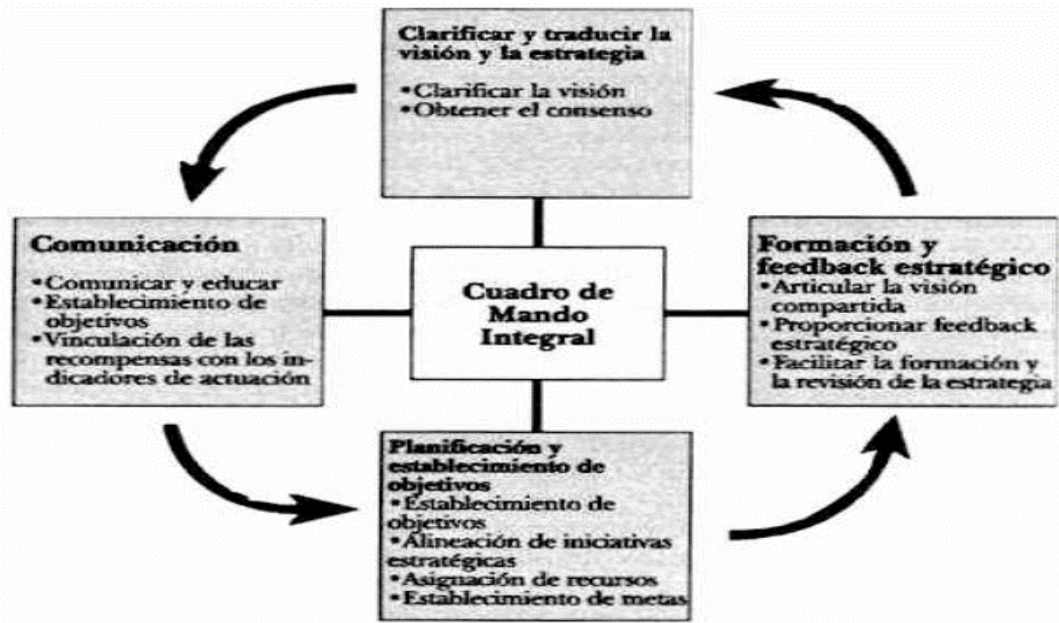 Clarificar y traducir la
visión y la estrategia
•Clarificar la visión
•Obtener el consenso
Comunicación
•Comunicar y educar
•Establecimiento de
objetivos
•Vinculación de las
recompensas con los in-
dicadores de actuación
Cuadro de
Mando
Integral
Formación y
feedback estratégico
•Articular la visión
compartida
•Proporcionar feedback
estratégico
•Facilitar la formación y
la revisión de la estrategia
Planificación y
establecimiento de
objetivos
•Establecimiento de
objetivos
•Alineación de iniciativas
estratégicas
•Asignación de recursos
•Establecimiento de metas